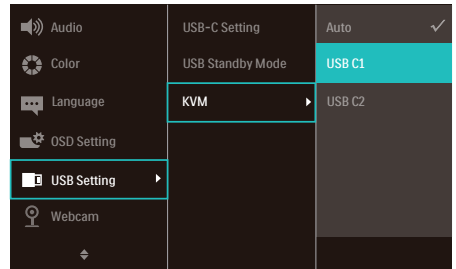 Audio
Color
Language
OSD Setting
USB Setting
Webcam
USB-C Setting
USB Standby Mode
KVM
Auto
USB C1
USB C2